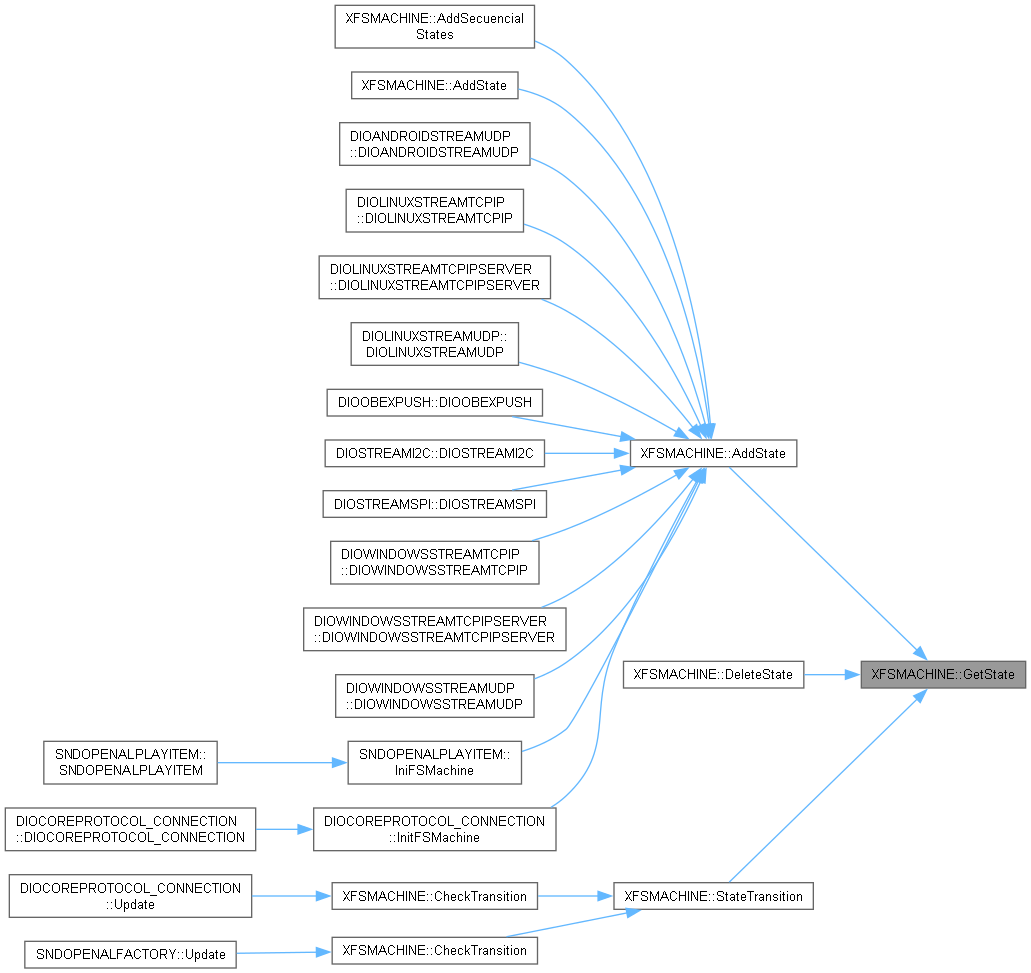 XFSMACHINE::AddSecuencial
States
XFSMACHINE::AddState
DIOANDROIDSTREAMUDP
::DIOANDROIDSTREAMUDP
DIOLINUXSTREAMTCPIP
::DIOLINUXSTREAMTCPIP
DIOLINUXSTREAMTCPIPSERVER
::DIOLINUXSTREAMTCPIPSERVER
DIOLINUXSTREAMUDP::
DIOLINUXSTREAMUDP
DIOOBEXPUSH::DIOOBEXPUSH
DIOSTREAMI2C::DIOSTREAMI2C
XFSMACHINE::AddState
DIOSTREAMSPI::DIOSTREAMSPI
DIOWINDOWSSTREAMTCPIP
::DIOWINDOWSSTREAMTCPIP
DIOWINDOWSSTREAMTCPIPSERVER
::DIOWINDOWSSTREAMTCPIPSERVER
XFSMACHINE::DeleteState
XFSMACHINE::GetState
DIOWINDOWSSTREAMUDP
::DIOWINDOWSSTREAMUDP
SNDOPENALPLAYITEM::
SNDOPENALPLAYITEM
SNDOPENALPLAYITEM::
IniFSMachine
DIOCOREPROTOCOL_CONNECTION
::DIOCOREPROTOCOL_CONNECTION
DIOCOREPROTOCOL_CONNECTION
::InitFSMachine
DIOCOREPROTOCOL_CONNECTION
::Update
XFSMACHINE::CheckTransition
XFSMACHINE::StateTransition
SNDOPENALFACTORY::Update
XFSMACHINE::CheckTransition